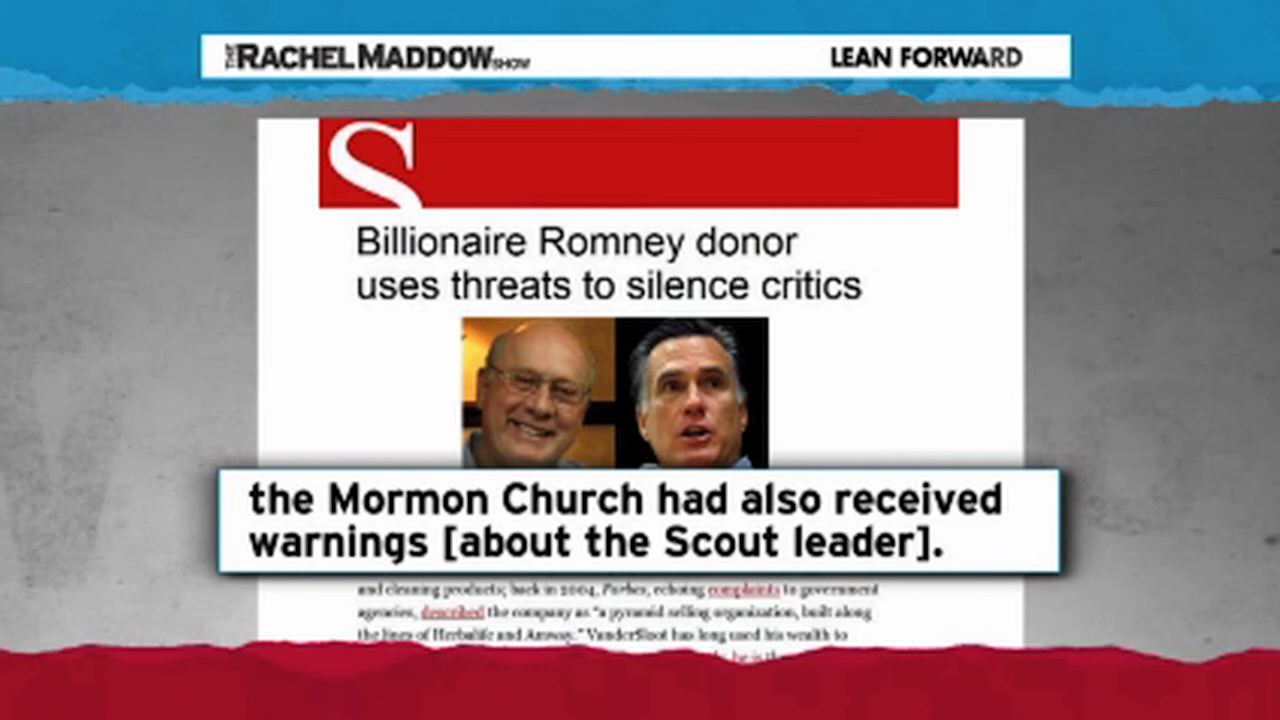 THE RACHEL MADDOW SHOW LEAN FORWARD
S
Billionaire Romney donor
uses threats to silence critics
the Mormon Church had also received
warnings [about the Scout leader].
and cleaning products; back in 2004, Forbes, echoing complaints to government
agencies, described the company as "a pyramid selling organization, built along
the lines of Herbalife and Amway." VanderSloot has long used his wealth to
he is the